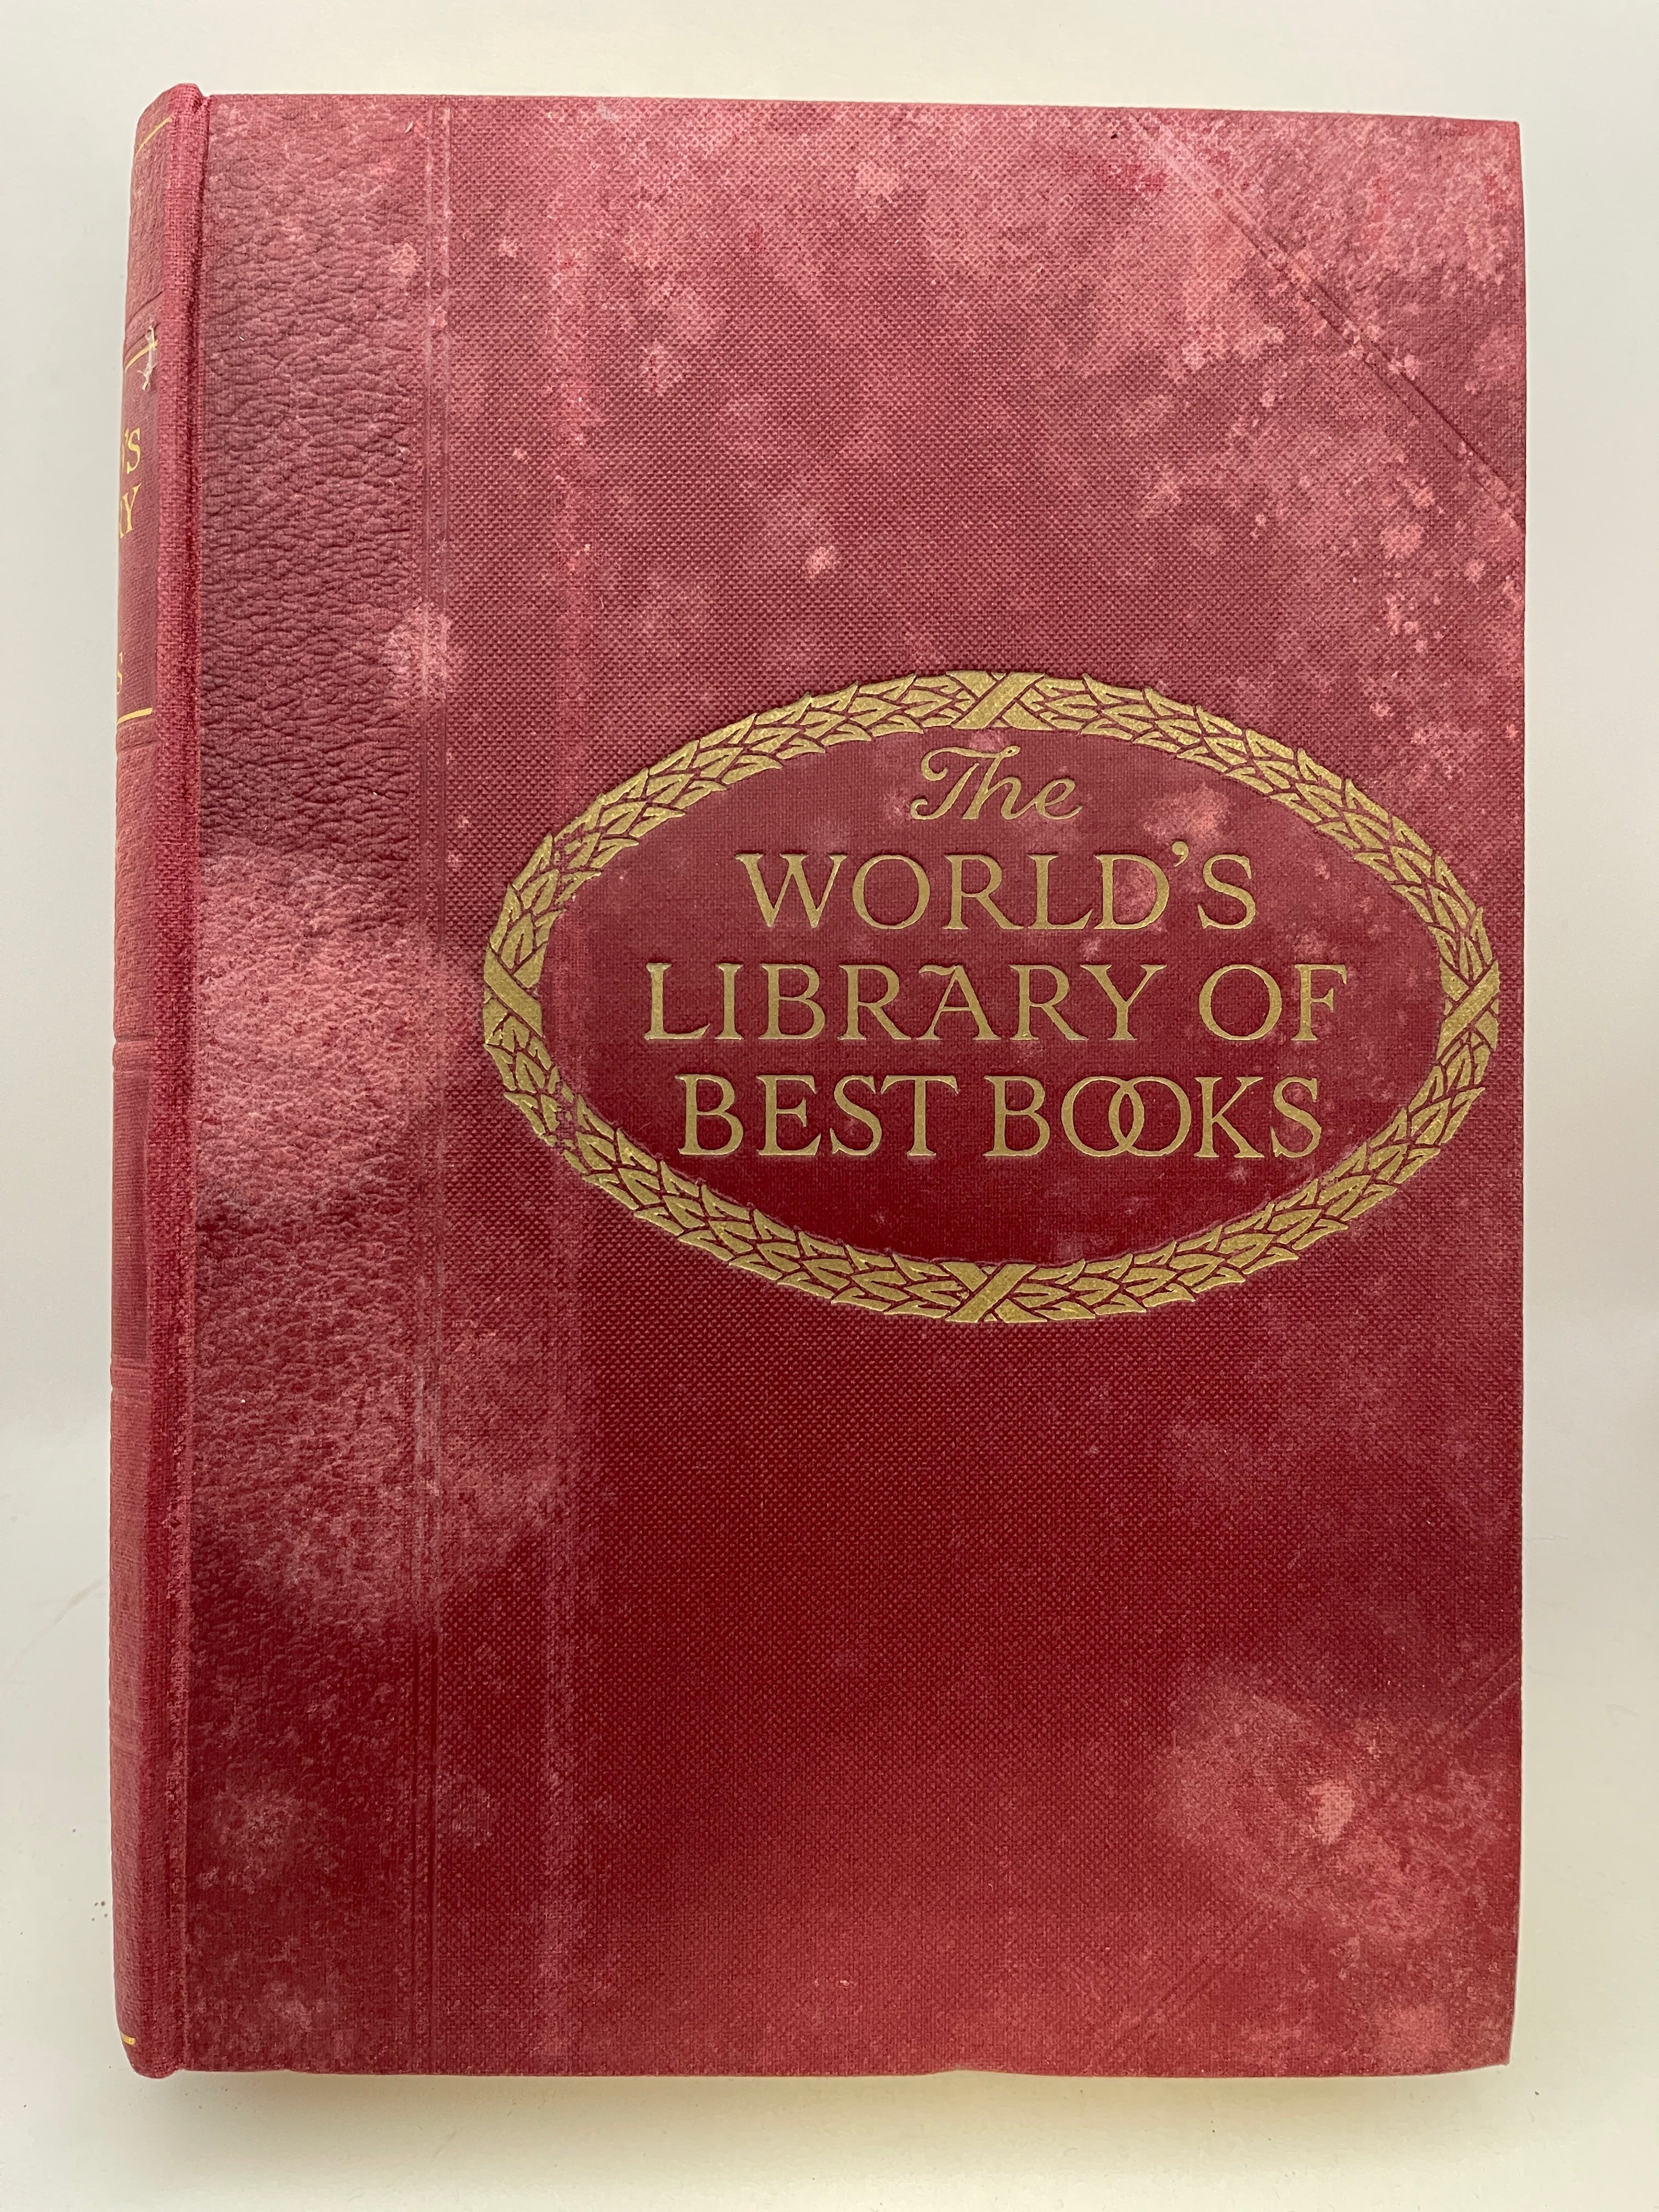 The
WORLD'S
LIBRARY OF
BEST BOOKS